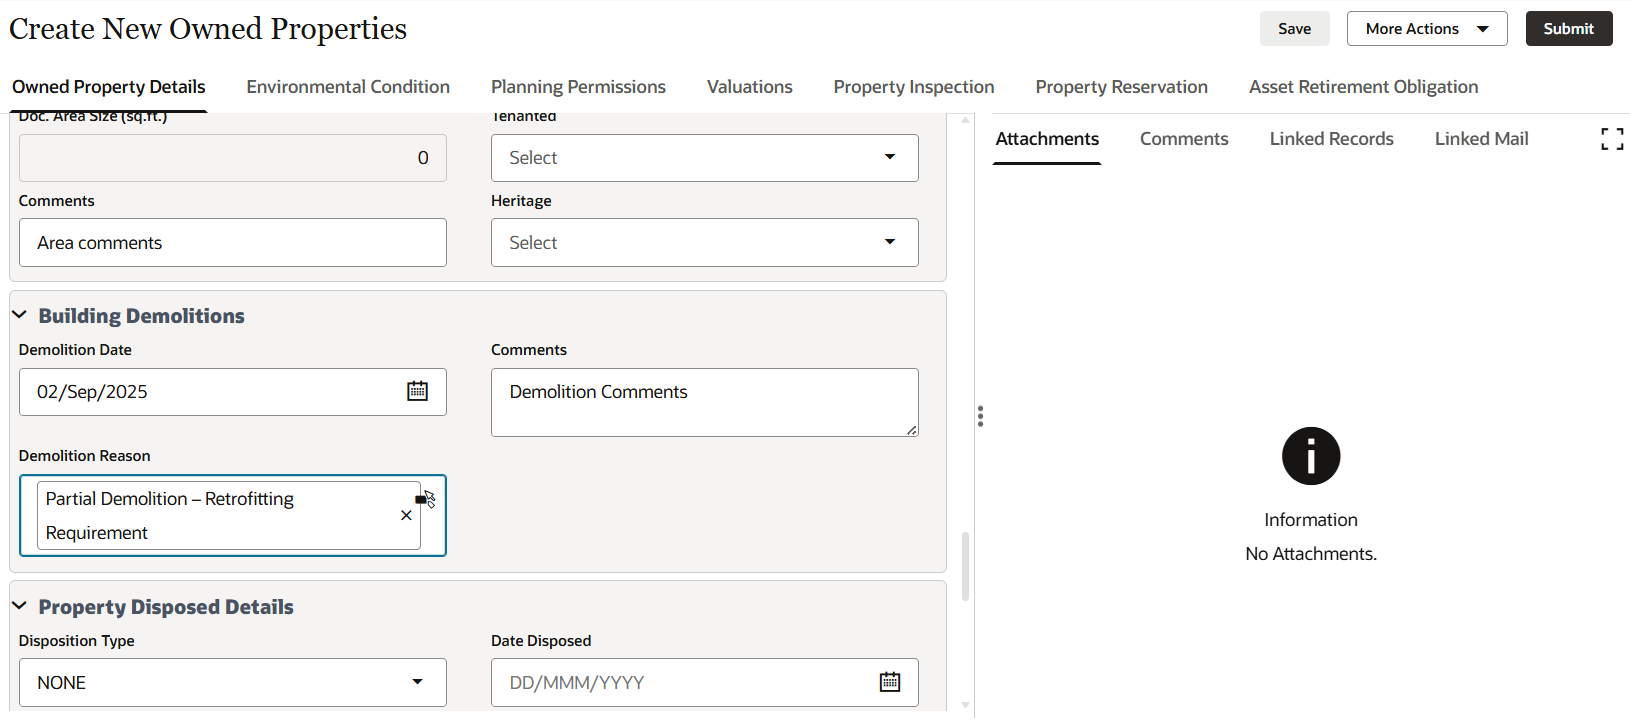 Create New Owned Properties
Save
More Actions
Submit
Owned Property Details
Environmental Condition
Planning Permissions
Valuations
Property Inspection
Property Reservation
Asset Retirement Obligation
Doc. Area Size (sq.ft.)
Tenanted
0
Select
Comments
Heritage
Area comments
Select
Building Demolitions
Demolition Date
Comments
02/Sep/2025
Demolition Comments
Demolition Reason
Partial Demolition – Retrofitting
Requirement
Property Disposed Details
Disposition Type
Date Disposed
NONE
DD/MMM/YYYY
Attachments
Comments
Linked Records
Linked Mail
Information
No Attachments.